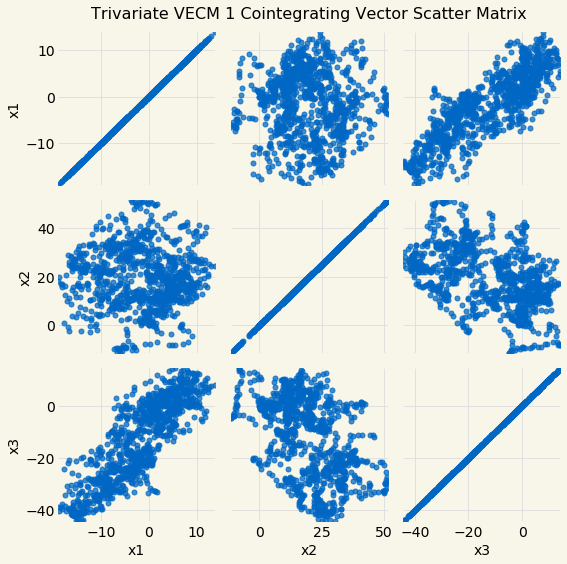 Trivariate VECM 1 Cointegrating Vector Scatter Matrix
10
0
−10
x1
40
20
0
x2
0
−20
−40
x3
−10 0 10
0 25 50
−40 −20 0
x1 x2 x3